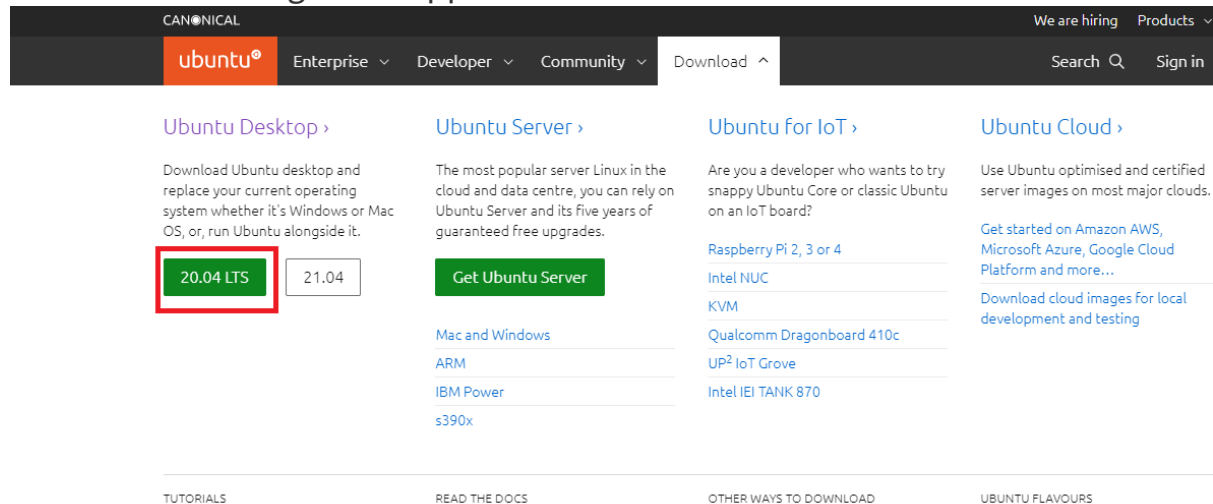 CANONICAL
We are hiring Products
ubuntu Enterprise Developer Community Download Search Sign in
Ubuntu Desktop ›
Download Ubuntu desktop and
replace your current operating
system whether it's Windows or Mac
OS, or, run Ubuntu alongside it.
20.04 LTS 21.04
Ubuntu Server ›
The most popular server Linux in the
cloud and data centre, you can rely on
Ubuntu Server and its five years of
guaranteed free upgrades.
Get Ubuntu Server
Mac and Windows
ARM
IBM Power
s390x
Ubuntu for IoT ›
Are you a developer who wants to try
snappy Ubuntu Core or classic Ubuntu
on an IoT board?
Raspberry Pi 2, 3 or 4
Intel NUC
KVM
Qualcomm Dragonboard 410c
UP² IoT Grove
Intel IEI TANK 870
Ubuntu Cloud ›
Use Ubuntu optimised and certified
server images on most major clouds.
Get started on Amazon AWS,
Microsoft Azure, Google Cloud
Platform and more…
Download cloud images for local
development and testing
TUTORIALS
READ THE DOCS
OTHER WAYS TO DOWNLOAD
UBUNTU FLAVOURS